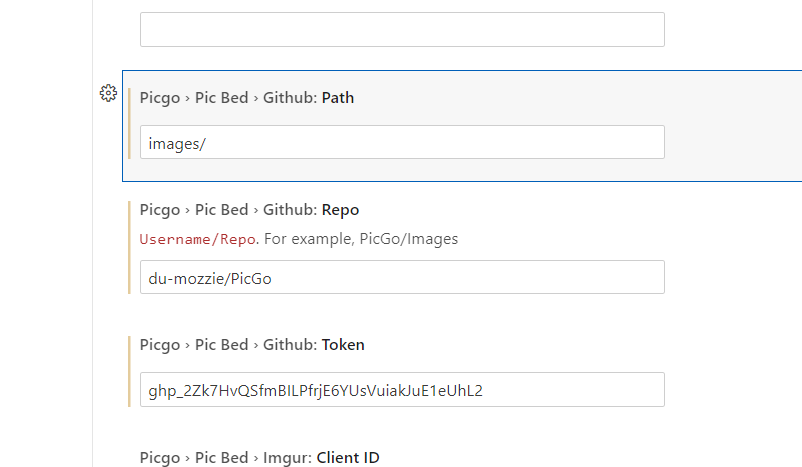 Picgo › Pic Bed › Github: Path
images/
Picgo › Pic Bed › Github: Repo
Username/Repo. For example, PicGo/Images
du-mozzie/PicGo
Picgo › Pic Bed › Github: Token
Picgo › Pic Bed › Imgur: Client ID